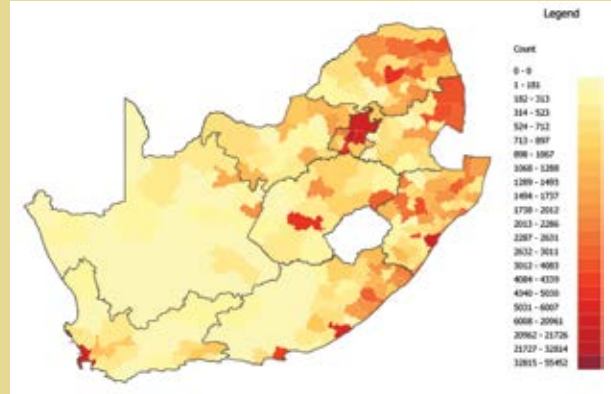 Legend
Count
0 - 0
1 - 181
182 - 313
314 - 523
524 - 712
713 - 897
898 - 1067
1068 - 1288
1289 - 1493
1494 - 1737
1738 - 2012
2013 - 2286
2287 - 2631
2632 - 3011
3012 - 4083
4084 - 4339
4340 - 5030
5031 - 6007
6008 - 20961
20962 - 21726
21727 - 32814
32815 - 55452